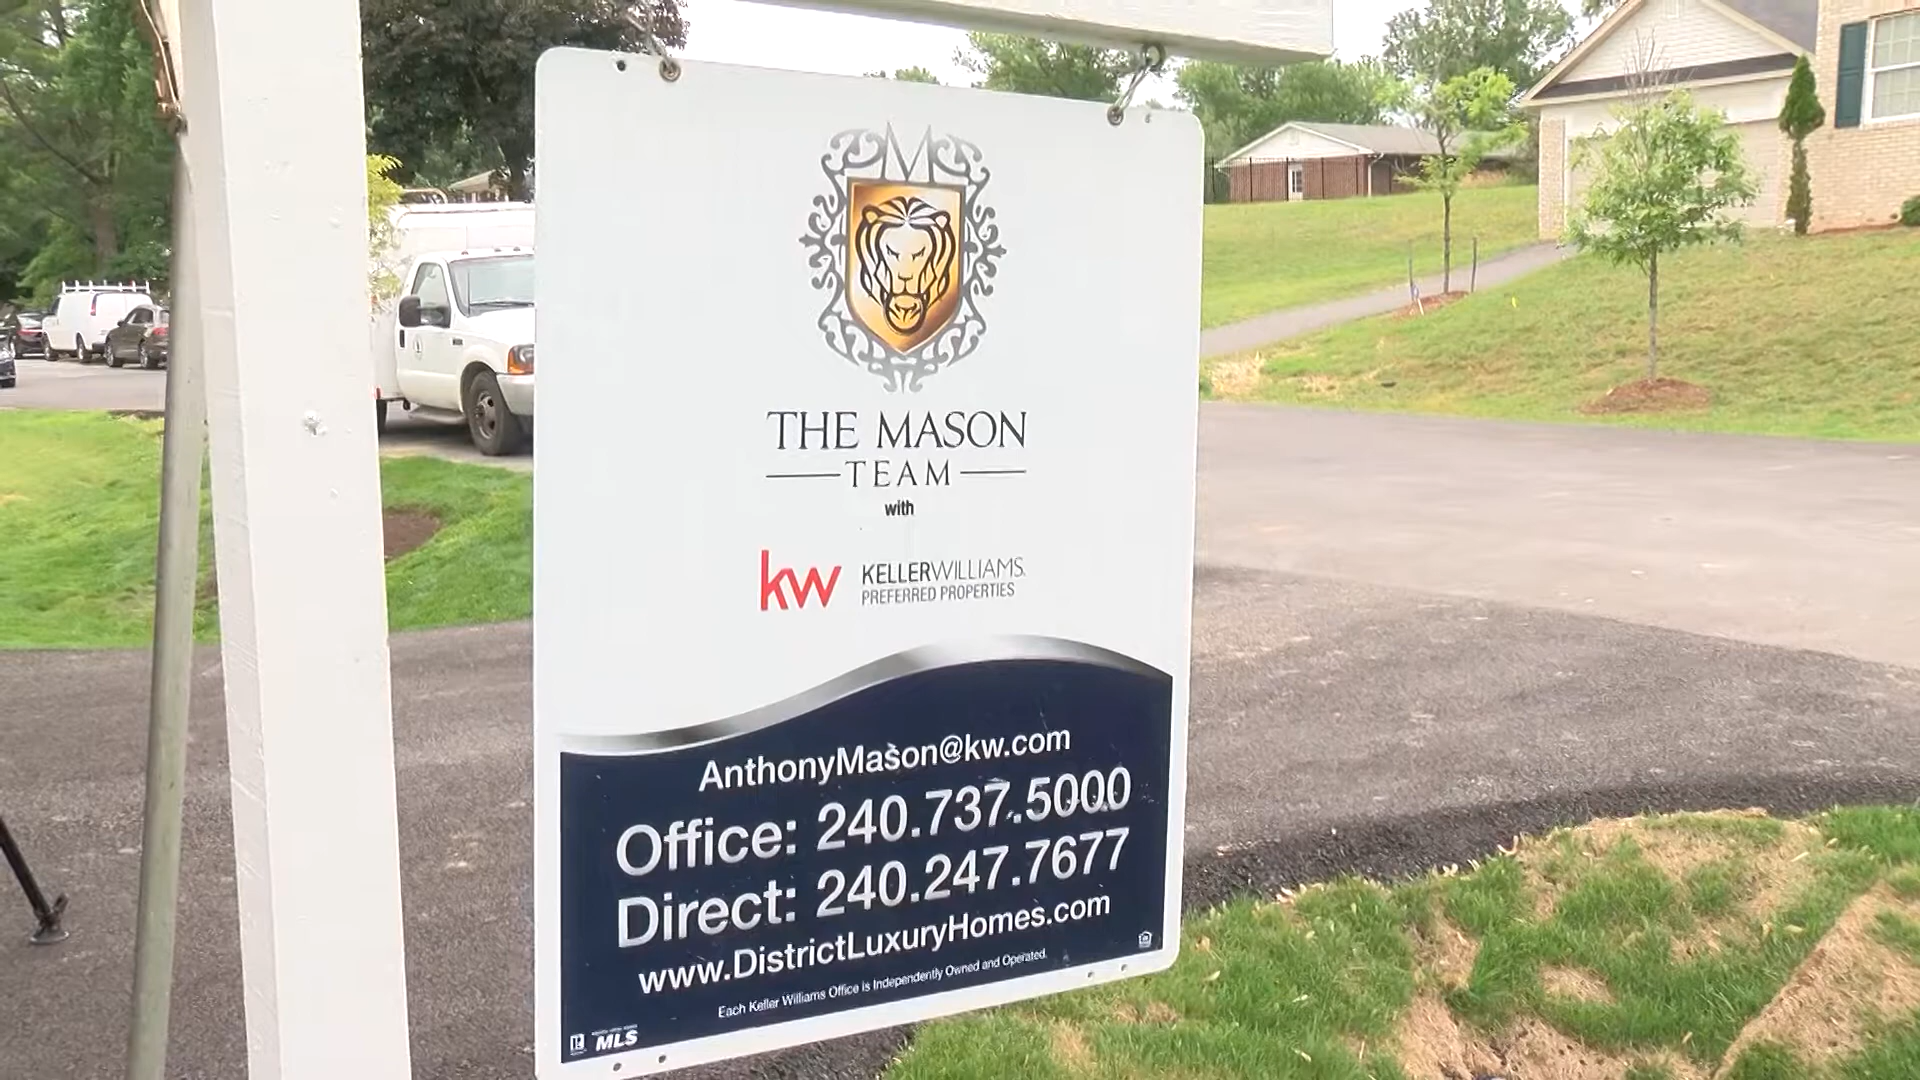 M
THE MASON
TEAM
with
kw KELLERWILLIAMS.
PREFERRED PROPERTIES
AnthonyMason@kw.com
Office: 240.737.5000
Direct: 240.247.7677
www.DistrictLuxuryHomes.com
Each Keller Williams Office is Independently Owned and Operated.
MLS